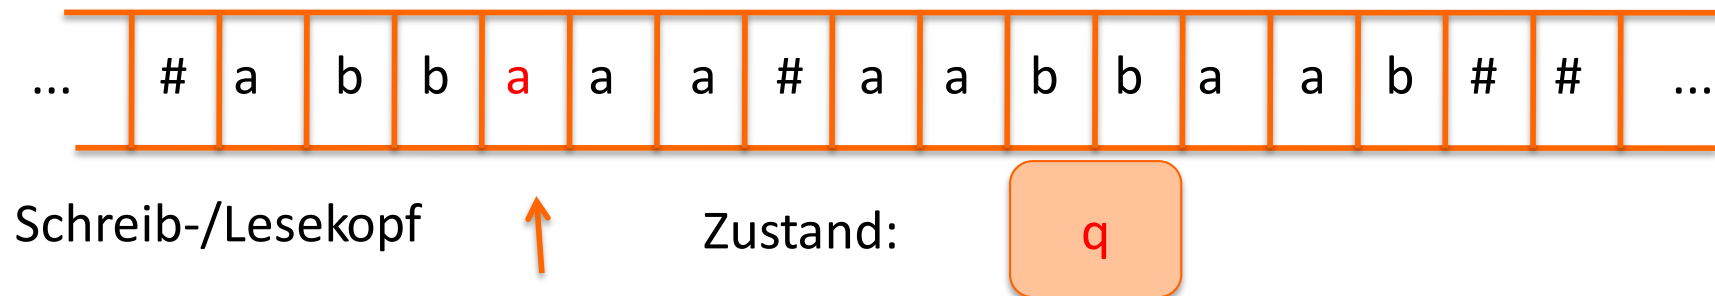 ... # a b b a a a # a a b b a a b # # ...
Schreib-/Lesekopf Zustand: q